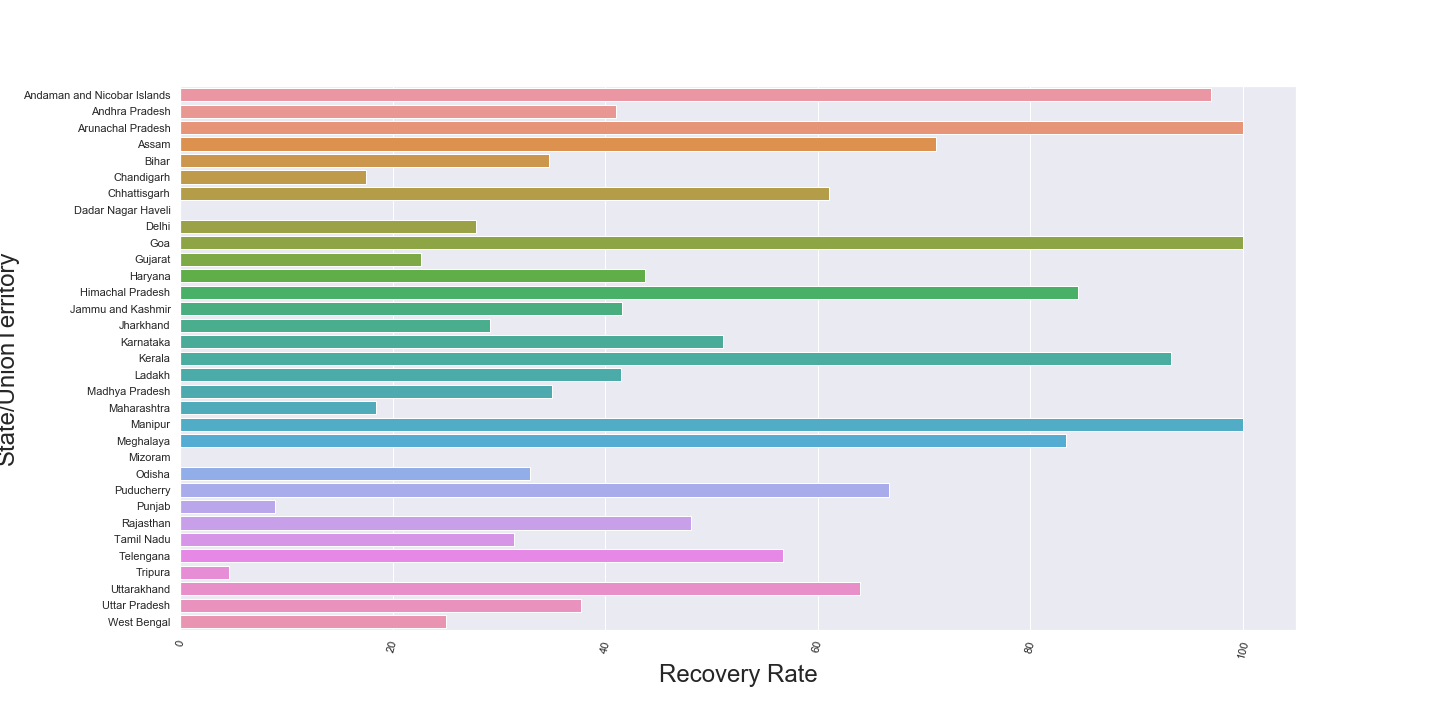 Andaman and Nicobar Islands
Andhra Pradesh
Arunachal Pradesh
Assam
Bihar
Chandigarh
Chhattisgarh
Dadar Nagar Haveli
Delhi
Goa
Gujarat
Haryana
Himachal Pradesh
Jammu and Kashmir
Jharkhand
Karnataka
Kerala
Ladakh
Madhya Pradesh
Maharashtra
Manipur
Meghalaya
Mizoram
Odisha
Puducherry
Punjab
Rajasthan
Tamil Nadu
Telengana
Tripura
Uttarakhand
Uttar Pradesh
West Bengal
State/UnionTerritory
0 20 40 60 80 100
Recovery Rate